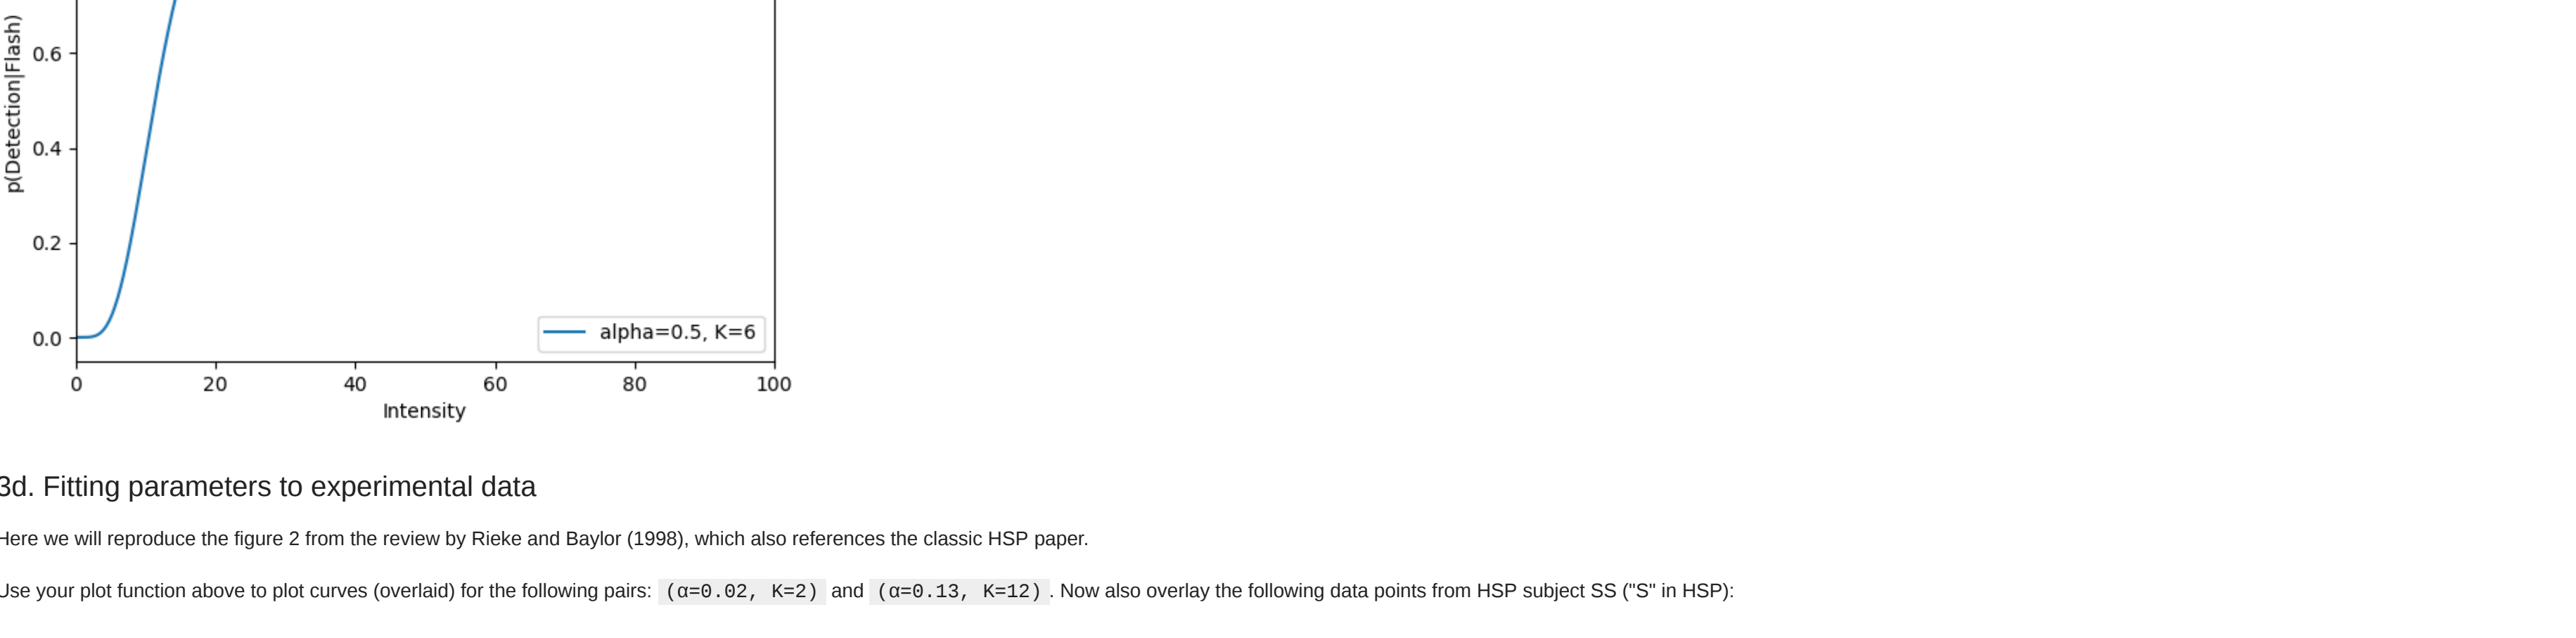 p(Detection|Flash)
0.6
0.4
0.2
0.0
alpha=0.5, K=6
0 20 40 60 80 100
Intensity
3d. Fitting parameters to experimental data
Here we will reproduce the figure 2 from the review by Rieke and Baylor (1998), which also references the classic HSP paper.
Use your plot function above to plot curves (overlaid) for the following pairs: (α=0.02, K=2) and (α=0.13, K=12) . Now also overlay the following data points from HSP subject SS ("S" in HSP):